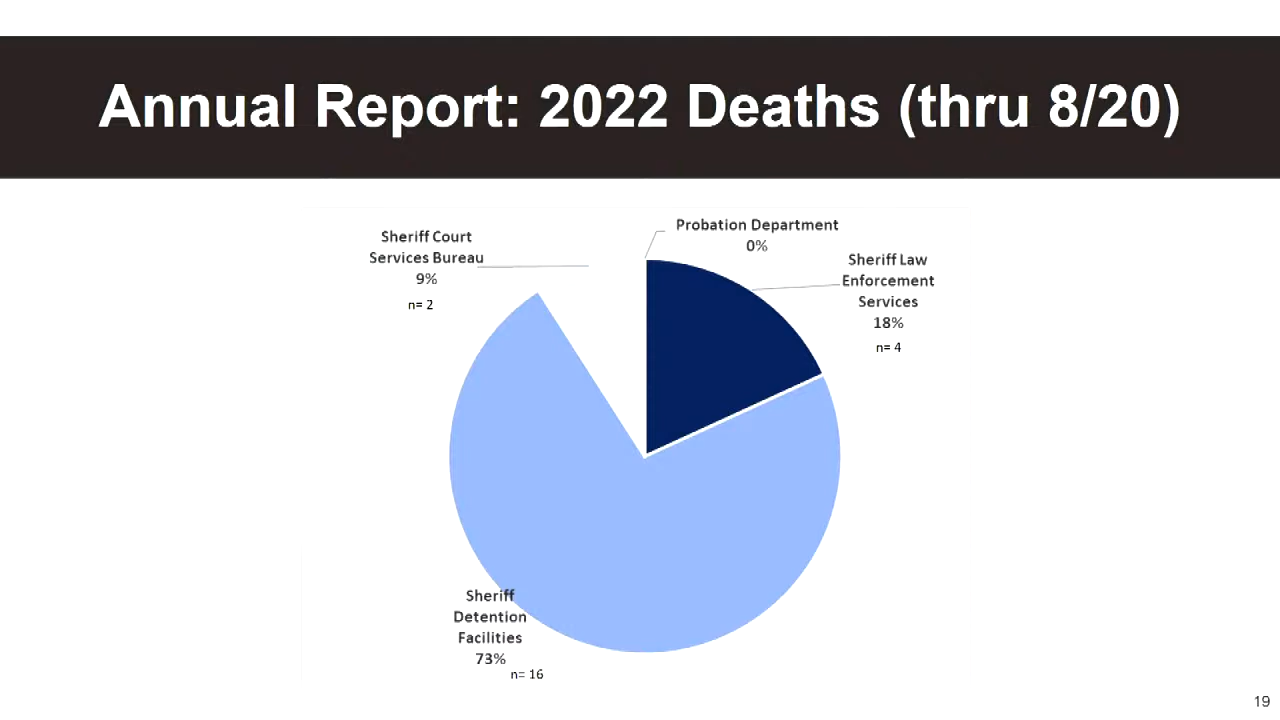 Annual Report: 2022 Deaths (thru 8/20)
Sheriff Court
Services Bureau
9%
n= 2
Probation Department
0%
Sheriff Law
Enforcement
Services
18%
n= 4
Sheriff
Detention
Facilities
73%
n= 16
19